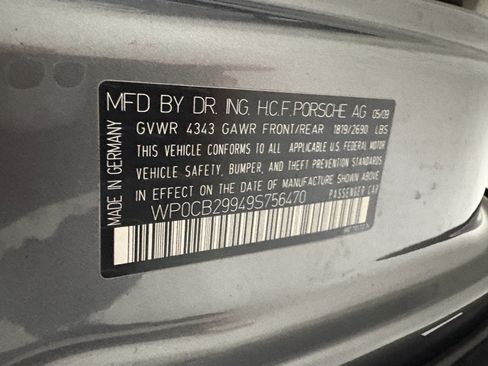 MFD BY DR. ING. H.C.F.PORSCHE AG 05/09
GVWR 4343 GAWR FRONT/REAR 1819/2690 LBS
THIS VEHICLE CONFORMS TO ALL APPLICABLE U.S. FEDERAL MOTOR
VEHICLE SAFETY, BUMPER, AND THEFT PREVENTION STANDARDS
IN EFFECT ON THE DATE OF MANUFACTURE SHOWN ABOVE.
WP0CB29949S756470 PASSENGER CAR
MADE IN GERMANY